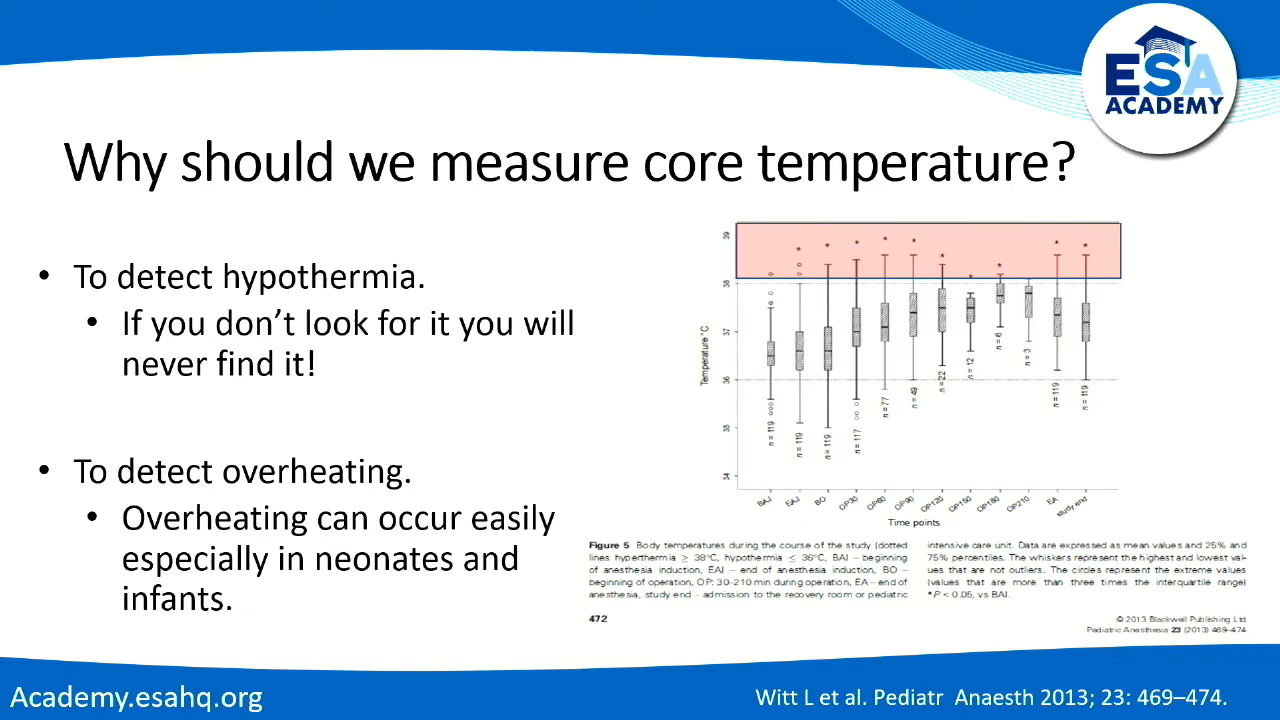 ESA
ACADEMY
Why should we measure core temperature?
• To detect hypothermia.
• If you don't look for it you will
never find it!
• To detect overheating.
• Overheating can occur easily
especially in neonates and
infants.
Temperature °C
39
38
37
36
35
34
n = 119
n = 119
n = 119
n = 117
n = 77
n = 49
n = 22
n = 12
n = 6
n = 3
n = 119
n = 119
BAI
EAI
BO
OP30
OP60
OP90
OP120
OP150
OP180
OP210
EA
study end
Time points
Figure 5 Body temperatures during the course of the study (dotted
lines hyperthermia ≥ 38°C, hypothermia ≤ 36°C, BAI – beginning
of anesthesia induction, EAI – end of anesthesia induction, BO –
beginning of operation, OP: 30–210 min during operation, EA – end of
anesthesia, study end – admission to the recovery room or pediatric
intensive care unit. Data are expressed as mean values and 25% and
75% percentiles. The whiskers represent the highest and lowest val-
ues that are not outliers. The circles represent the extreme values
(values that are more than three times the interquartile range)
*P < 0.05, vs BAI.
472
© 2013 Blackwell Publishing Ltd
Pediatric Anesthesia 23 (2013) 469–474
Academy.esahq.org
Witt L et al. Pediatr Anaesth 2013; 23: 469–474.